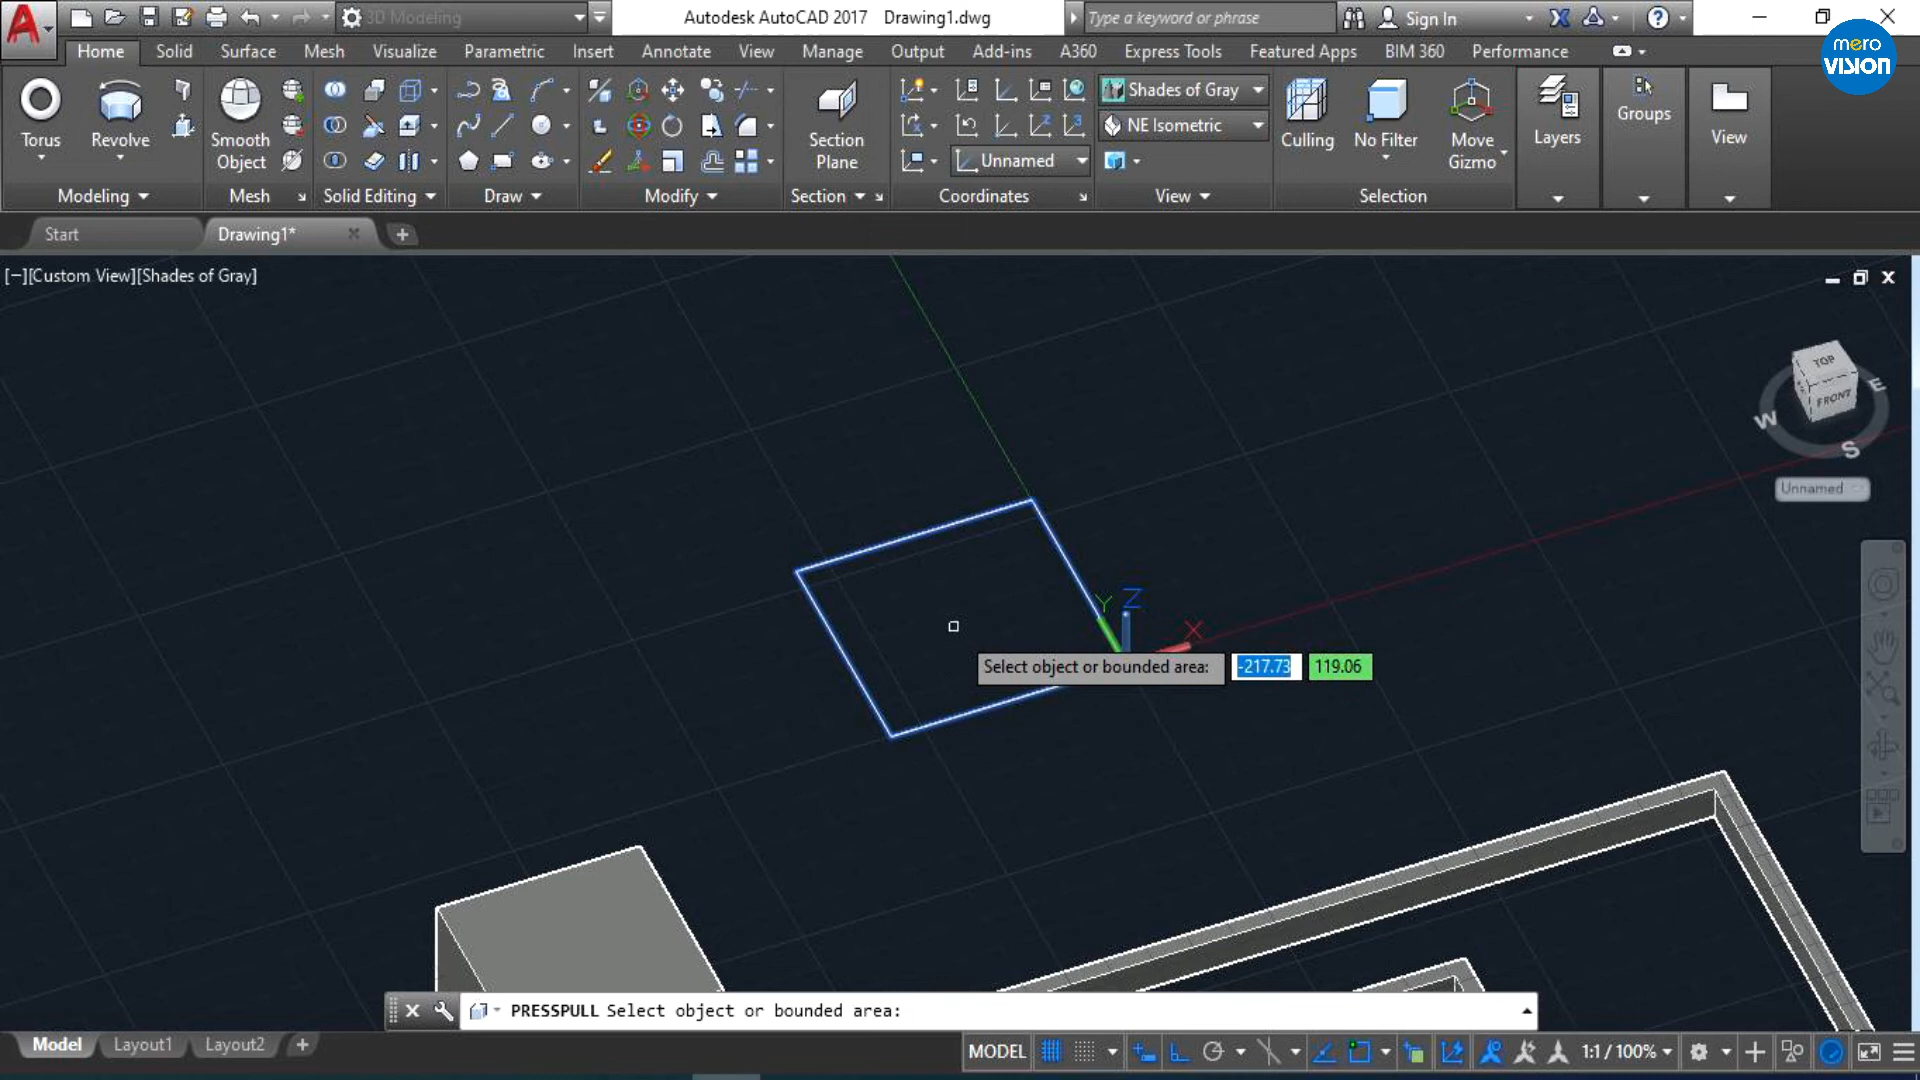 3D Modeling
Autodesk AutoCAD 2017 Drawing1.dwg
Type a keyword or phrase
Sign In
mero
VISION
Home Solid Surface Mesh Visualize Parametric Insert Annotate View Manage Output Add-ins A360 Express Tools Featured Apps BIM 360 Performance
Torus
Revolve
Smooth
Object
Section
Plane
Unnamed
Shades of Gray
NE Isometric
Culling
No Filter
Move
Gizmo
Layers
Groups
View
Modeling Mesh Solid Editing Draw Modify Section Coordinates View Selection
Start Drawing1*
[−][Custom View][Shades of Gray]
TOP
FRONT
W
E
S
Unnamed
Y
Z
X
Select object or bounded area: -217.73 119.06
PRESSPULL Select object or bounded area:
Model Layout1 Layout2
MODEL 1:1 / 100%